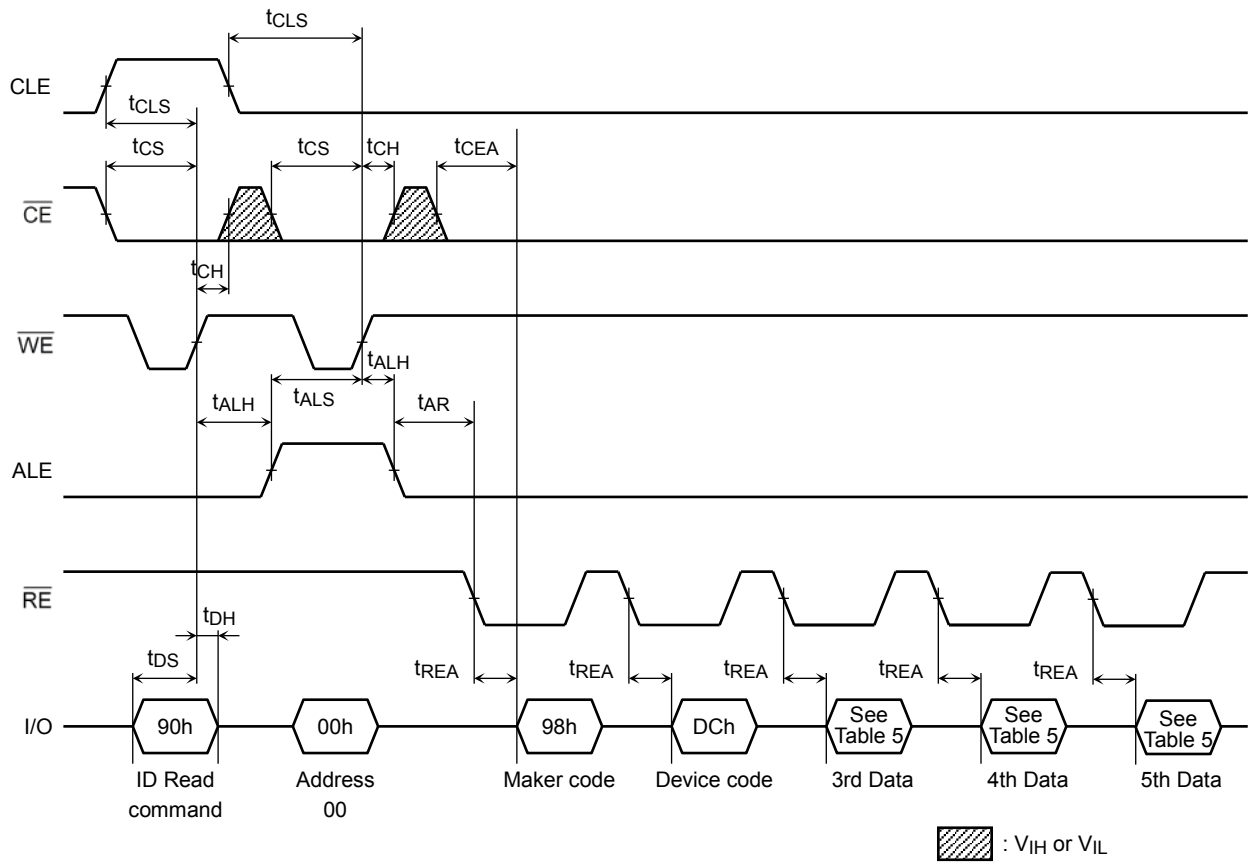 tCLS
CLE
tCLS
tCS
tCS
tCH
tCEA
CE
tCH
WE
tALH
tALH
tALS
tAR
ALE
RE
tDH
tDS
tREA
tREA
tREA
tREA
tREA
I/O
90h
00h
98h
DCh
See
Table 5
See
Table 5
See
Table 5
ID Read
command
Address
00
Maker code
Device code
3rd Data
4th Data
5th Data
: VIH or VIL